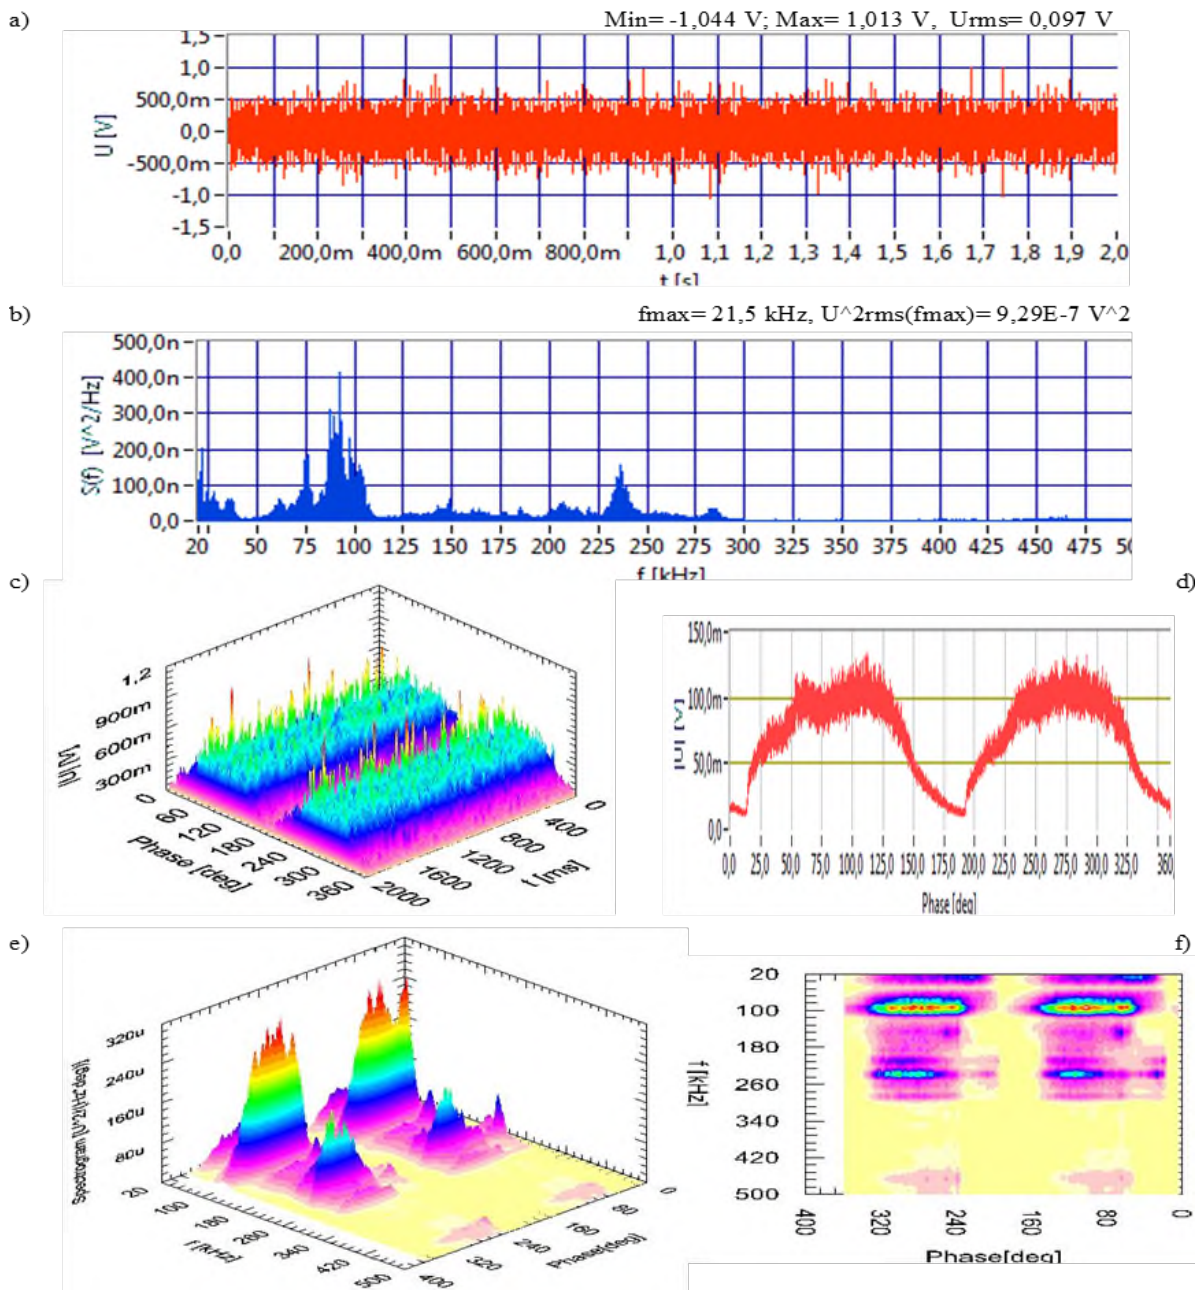 a)
Min= -1,044 V; Max= 1,013 V, Urms= 0,097 V
1,5
1,0
500,0m
0,0
-500,0m
-1,0
-1,5
U [V]
0,0 200,0m 400,0m 600,0m 800,0m 1,0 1,1 1,2 1,3 1,4 1,5 1,6 1,7 1,8 1,9 2,0
t [s]
b)
fmax= 21,5 kHz, U^2rms(fmax)= 9,29E-7 V^2
500,0n
400,0n
300,0n
200,0n
100,0n
0,0
S(f) [V^2/Hz]
20 25 50 75 100 125 150 175 200 225 250 275 300 325 350 375 400 425 450 475 50
f [kHz]
c)
1,2
900m
600m
300m
|U| [V]
0 60 120 180 240 300 360
Phase [deg]
2000 1600 1200 800 400 0
t [ms]
d)
150,0m
100,0m
50,0m
0,0
|U| [V]
0,0 25,0 50,0 75,0 100,0 125,0 150,0 175,0 200,0 225,0 250,0 275,0 300,0 325,0 360,
Phase [deg]
e)
320u
240u
160u
80u
Spectrogram [U^2/(Hz*deg)]
20 100 180 260 340 420 500
f [kHz]
400 320 240 160 80 0
Phase[deg]
f)
20
100
180
260
340
420
500
f [kHz]
400 320 240 160 80 0
Phase[deg]